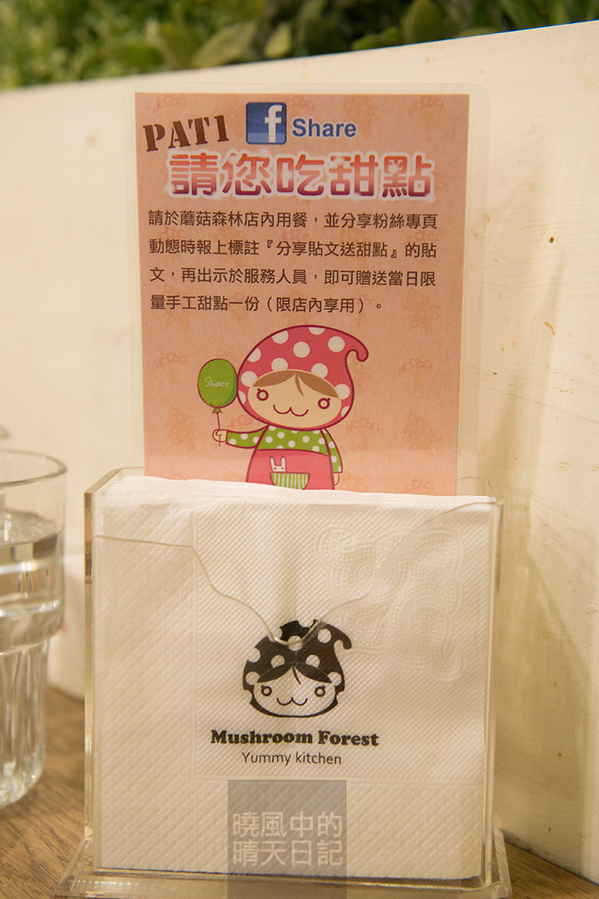 PAT1
f Share
請您吃甜點
請於蘑菇森林店內用餐，並分享粉絲專頁
動態時報上標註『分享貼文送甜點』的貼
文，再出示於服務人員，即可贈送當日限
量手工甜點一份（限店內享用）。
Share
Mushroom Forest
Yummy kitchen
曉風中的
晴天日記